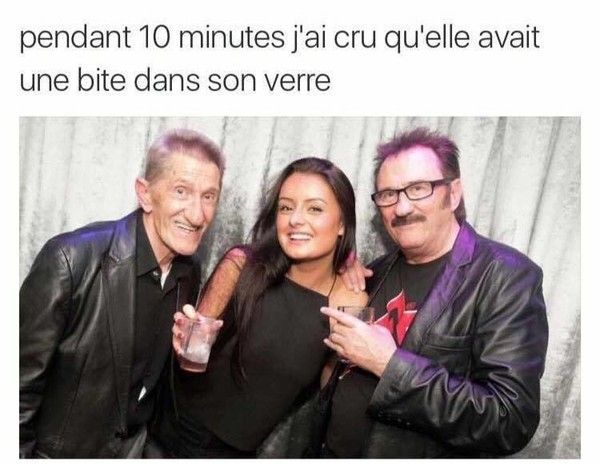 pendant 10 minutes j'ai cru qu'elle avait
une bite dans son verre